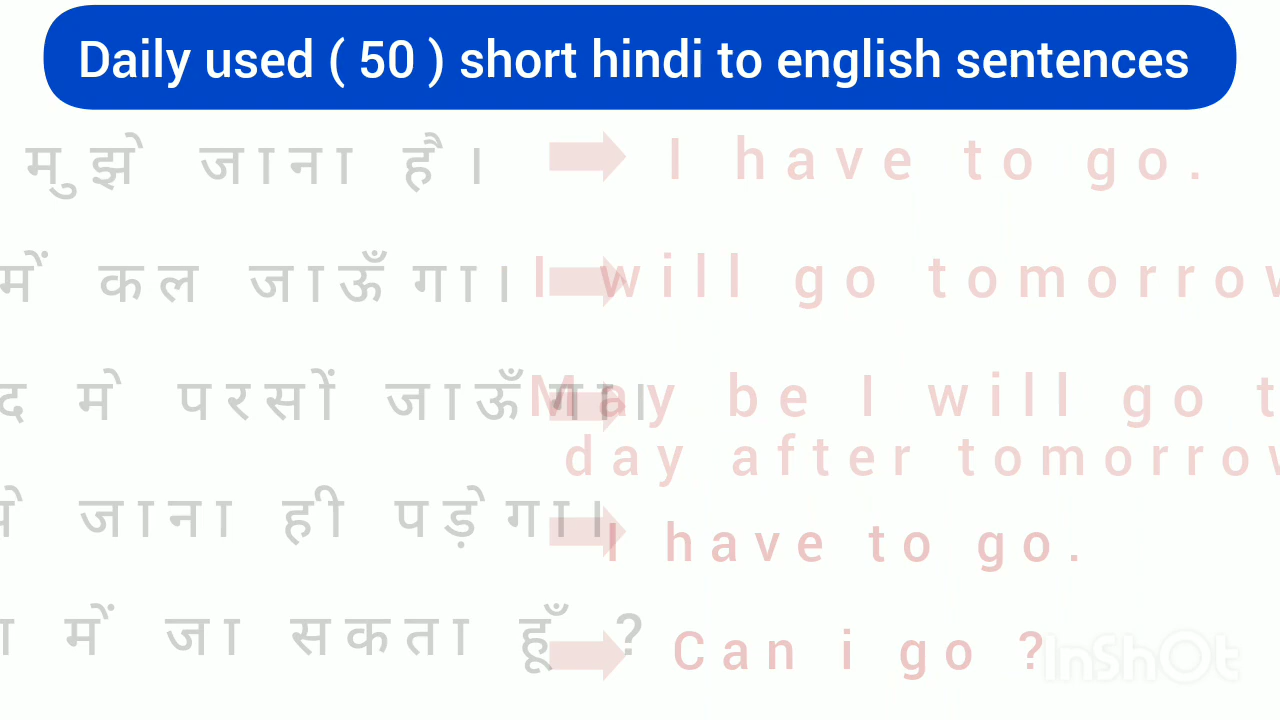 Daily used ( 50 ) short hindi to english sentences
मुझे जाना है। I have to go.
में कल जाऊँगा। I will go tomorrow
मे परसों जाऊँगा। May be I will go
day after tomorrow
जाना ही पड़ेगा। I have to go.
में जा सकता हूँ ? Can i go ?
InShOt